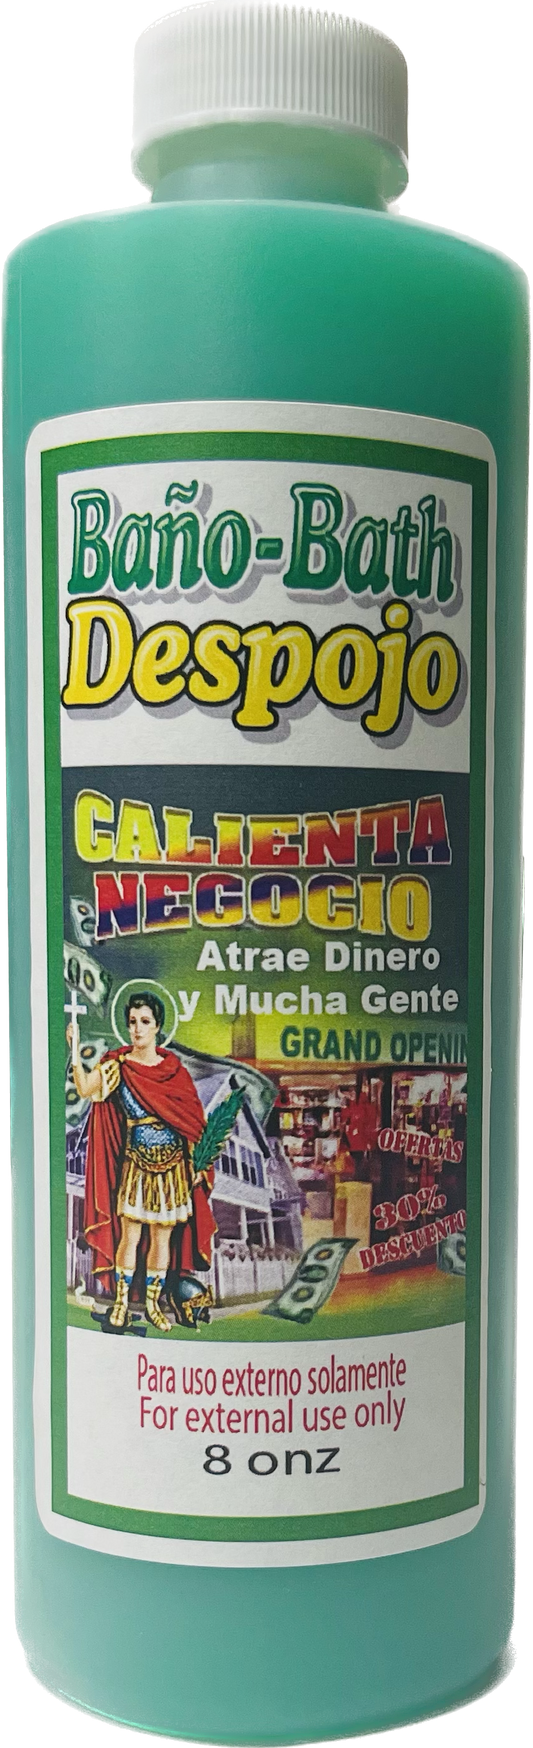 Baño-Bath
Despojo
CALIENTA
NEGOCIO
Atrae Dinero
y Mucha Gente
GRAND OPENIN
OFERTAS
30%
DESCUENTO
Para uso externo solamente
For external use only
8 onz